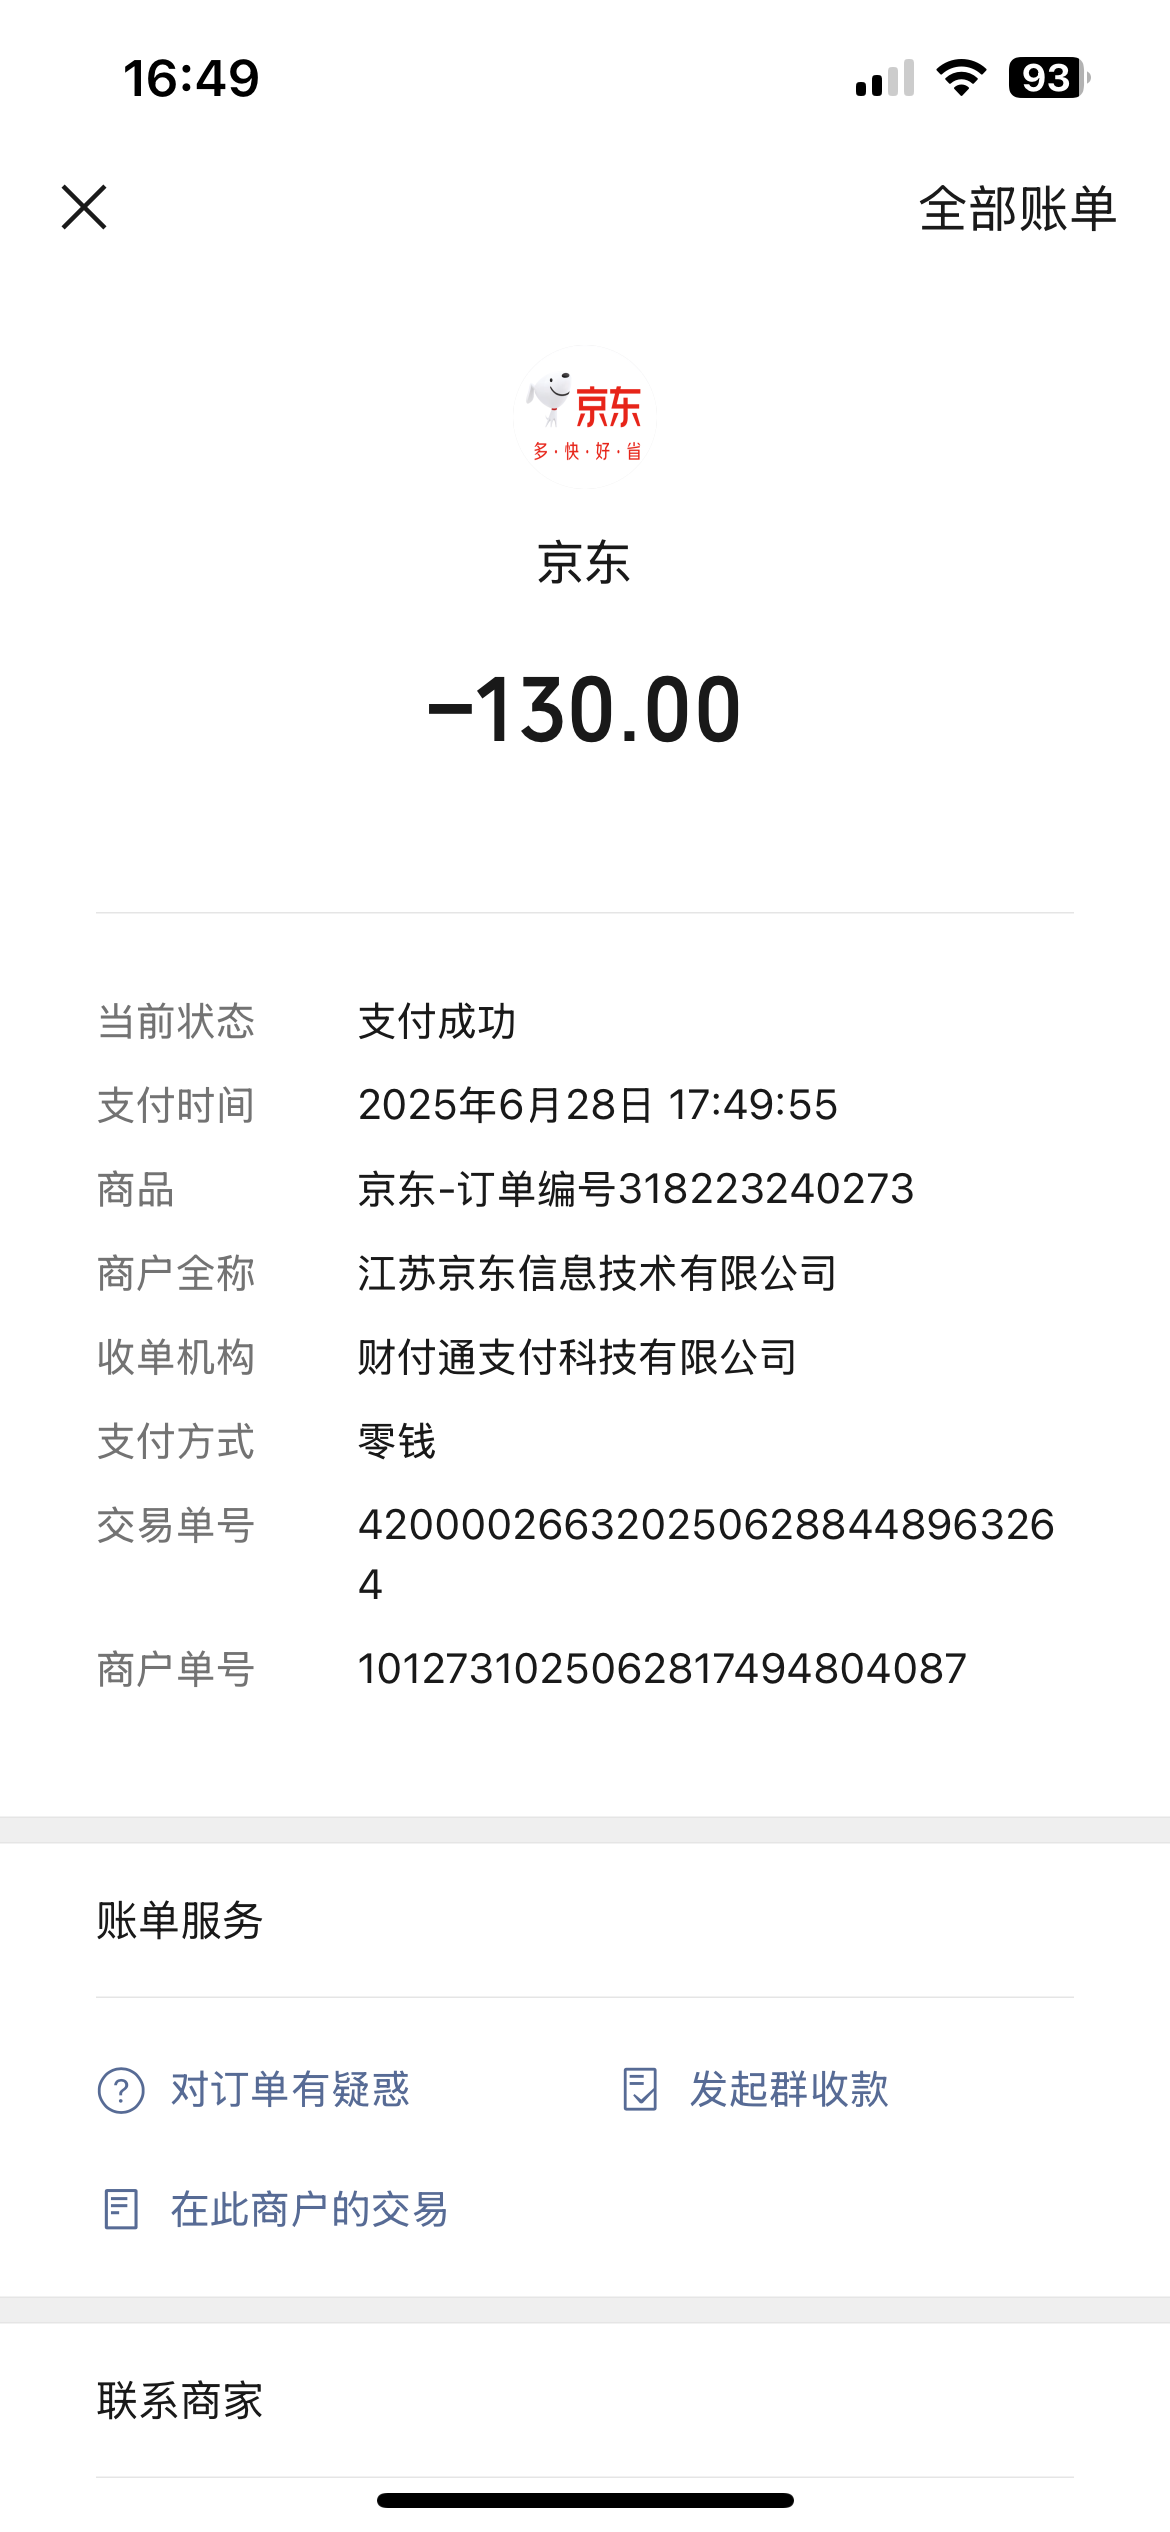 16:49
93
全部账单
京东
多·快·好·省
京东
-130.00
当前状态 支付成功
支付时间 2025年6月28日 17:49:55
商品 京东-订单编号318223240273
商户全称 江苏京东信息技术有限公司
收单机构 财付通支付科技有限公司
支付方式 零钱
交易单号 420000266320250628844896326
4
商户单号 1012731025062817494804087
账单服务
对订单有疑惑 发起群收款
在此商户的交易
联系商家